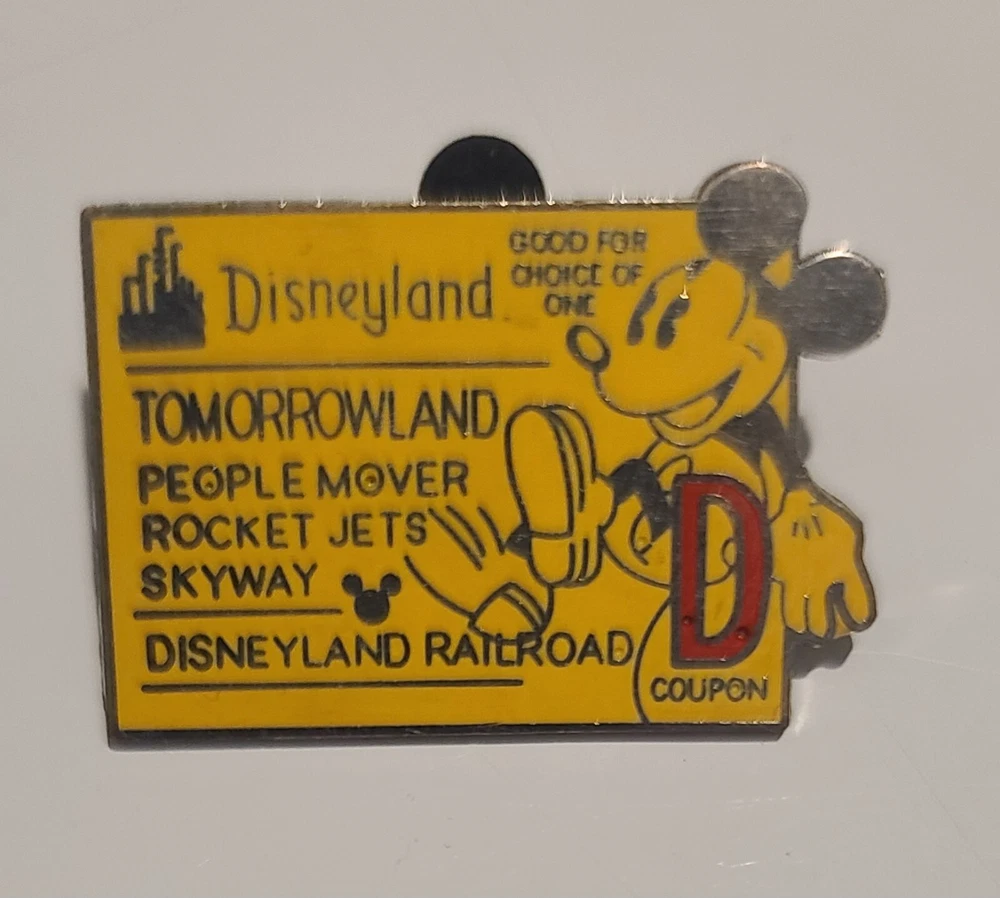 Disneyland
GOOD FOR
CHOICE OF
ONE
TOMORROWLAND
PEOPLE MOVER
ROCKET JETS
SKYWAY
DISNEYLAND RAILROAD
D
COUPON